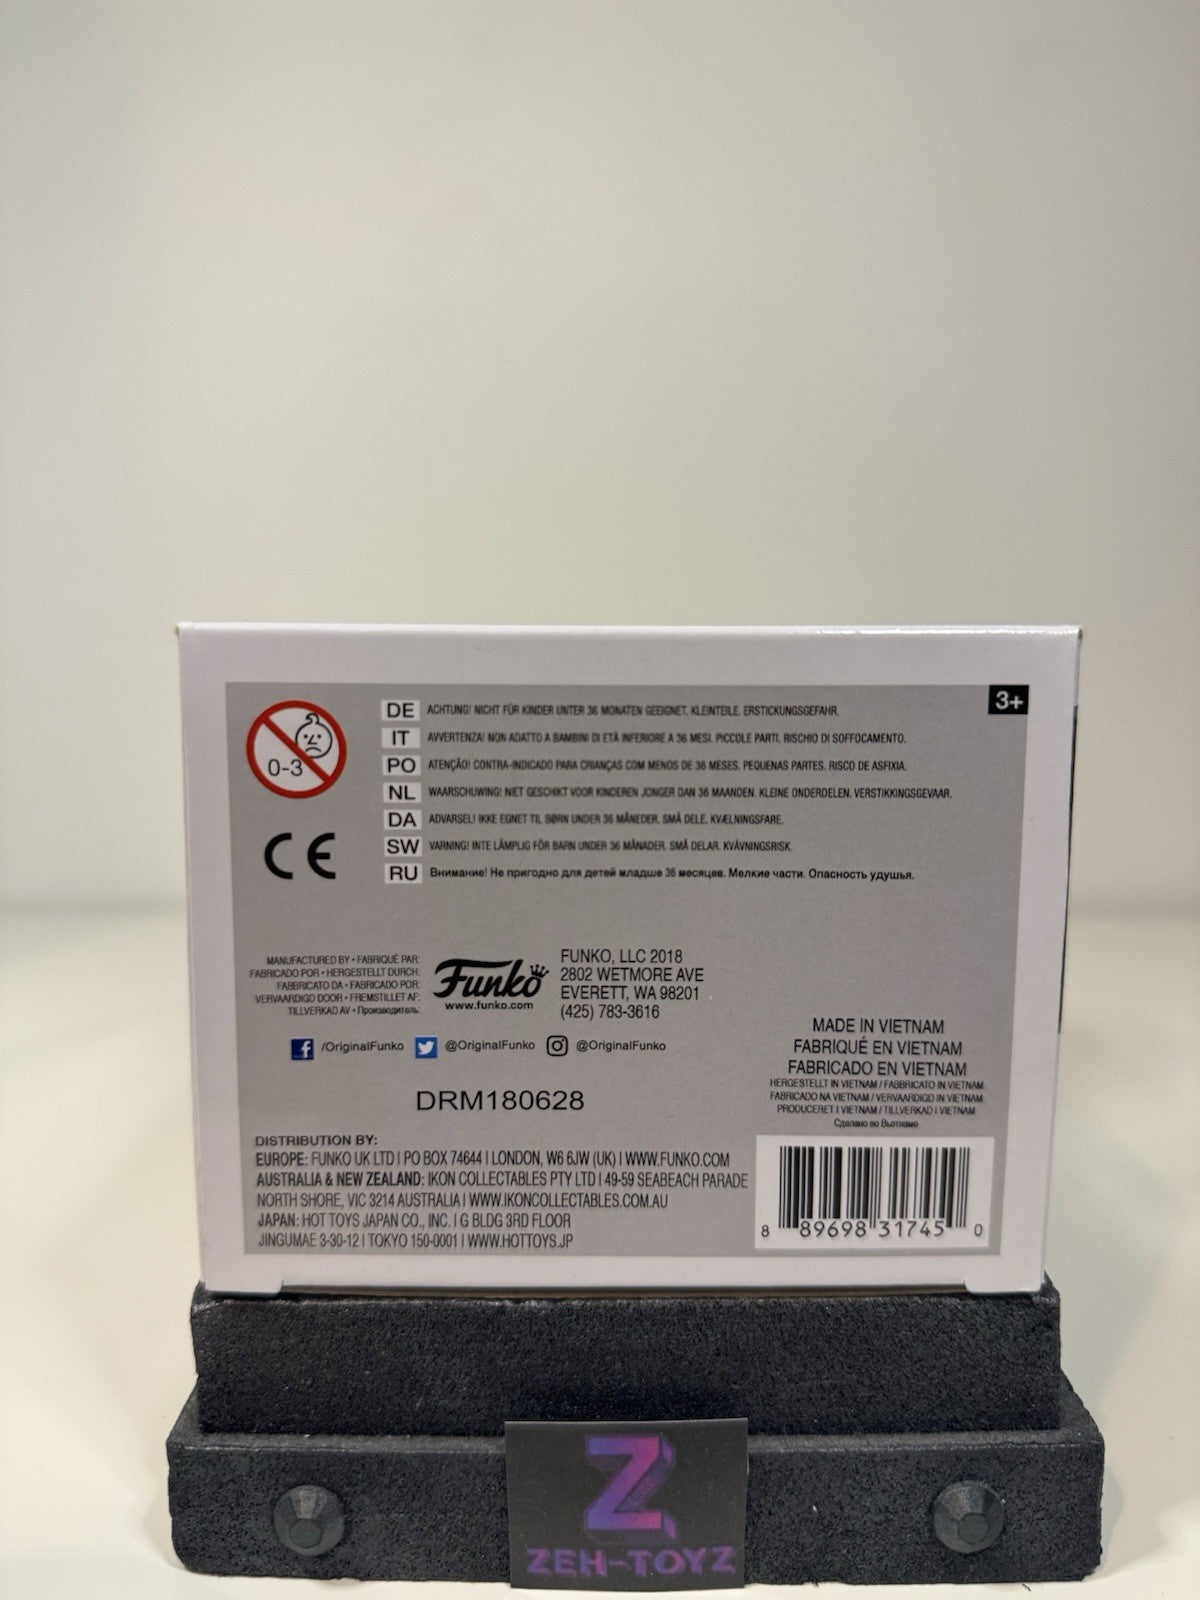 3+
0-3
DE ACHTUNG! NICHT FÜR KINDER UNTER 36 MONATEN GEEIGNET. KLEINTEILE. ERSTICKUNGSGEFAHR.
IT AVVERTENZA! NON ADATTO A BAMBINI DI ETÀ INFERIORE A 36 MESI. PICCOLE PARTI. RISCHIO DI SOFFOCAMENTO.
PO ATENÇÃO! CONTRA-INDICADO PARA CRIANÇAS COM MENOS DE 36 MESES. PEQUENAS PARTES. RISCO DE ASFIXIA.
NL WAARSCHUWING! NIET GESCHIKT VOOR KINDEREN JONGER DAN 36 MAANDEN. KLEINE ONDERDELEN. VERSTIKKINGSGEVAAR.
DA ADVARSEL! IKKE EGNET TIL BØRN UNDER 36 MÅNEDER. SMÅ DELE. KVÆLNINGSFARE.
SW VARNING! INTE LÄMPLIG FÖR BARN UNDER 36 MÅNADER. SMÅ DELAR. KVÄVNINGSRISK.
RU Внимание! Не пригодно для детей младше 36 месяцев. Мелкие части. Опасность удушья.
CE
MANUFACTURED BY • FABRIQUÉ PAR:
FABRICADO POR • HERGESTELLT DURCH:
FABBRICATO DA • FABRICADO POR:
VERVAARDIGD DOOR • FREMSTILLET AF:
TILLVERKAD AV • Производитель:
Funko
www.funko.com
FUNKO, LLC 2018
2802 WETMORE AVE
EVERETT, WA 98201
(425) 783-3616
/OriginalFunko @OriginalFunko @OriginalFunko
DRM180628
MADE IN VIETNAM
FABRIQUÉ EN VIETNAM
FABRICADO EN VIETNAM
HERGESTELLT IN VIETNAM / FABBRICATO IN VIETNAM
FABRICADO NA VIETNAM / VERVAARDIGD IN VIETNAM
PRODUCERET I VIETNAM / TILLVERKAD I VIETNAM
Сделано во Вьетнаме
DISTRIBUTION BY:
EUROPE: FUNKO UK LTD | PO BOX 74644 | LONDON, W6 6JW (UK) | WWW.FUNKO.COM
AUSTRALIA & NEW ZEALAND: IKON COLLECTABLES PTY LTD | 49-59 SEABEACH PARADE
NORTH SHORE, VIC 3214 AUSTRALIA | WWW.IKONCOLLECTABLES.COM.AU
JAPAN: HOT TOYS JAPAN CO., INC. | G BLDG 3RD FLOOR
JINGUMAE 3-30-12 | TOKYO 150-0001 | WWW.HOTTOYS.JP
8 89698 31745 0
Z
ZEH-TOYZ